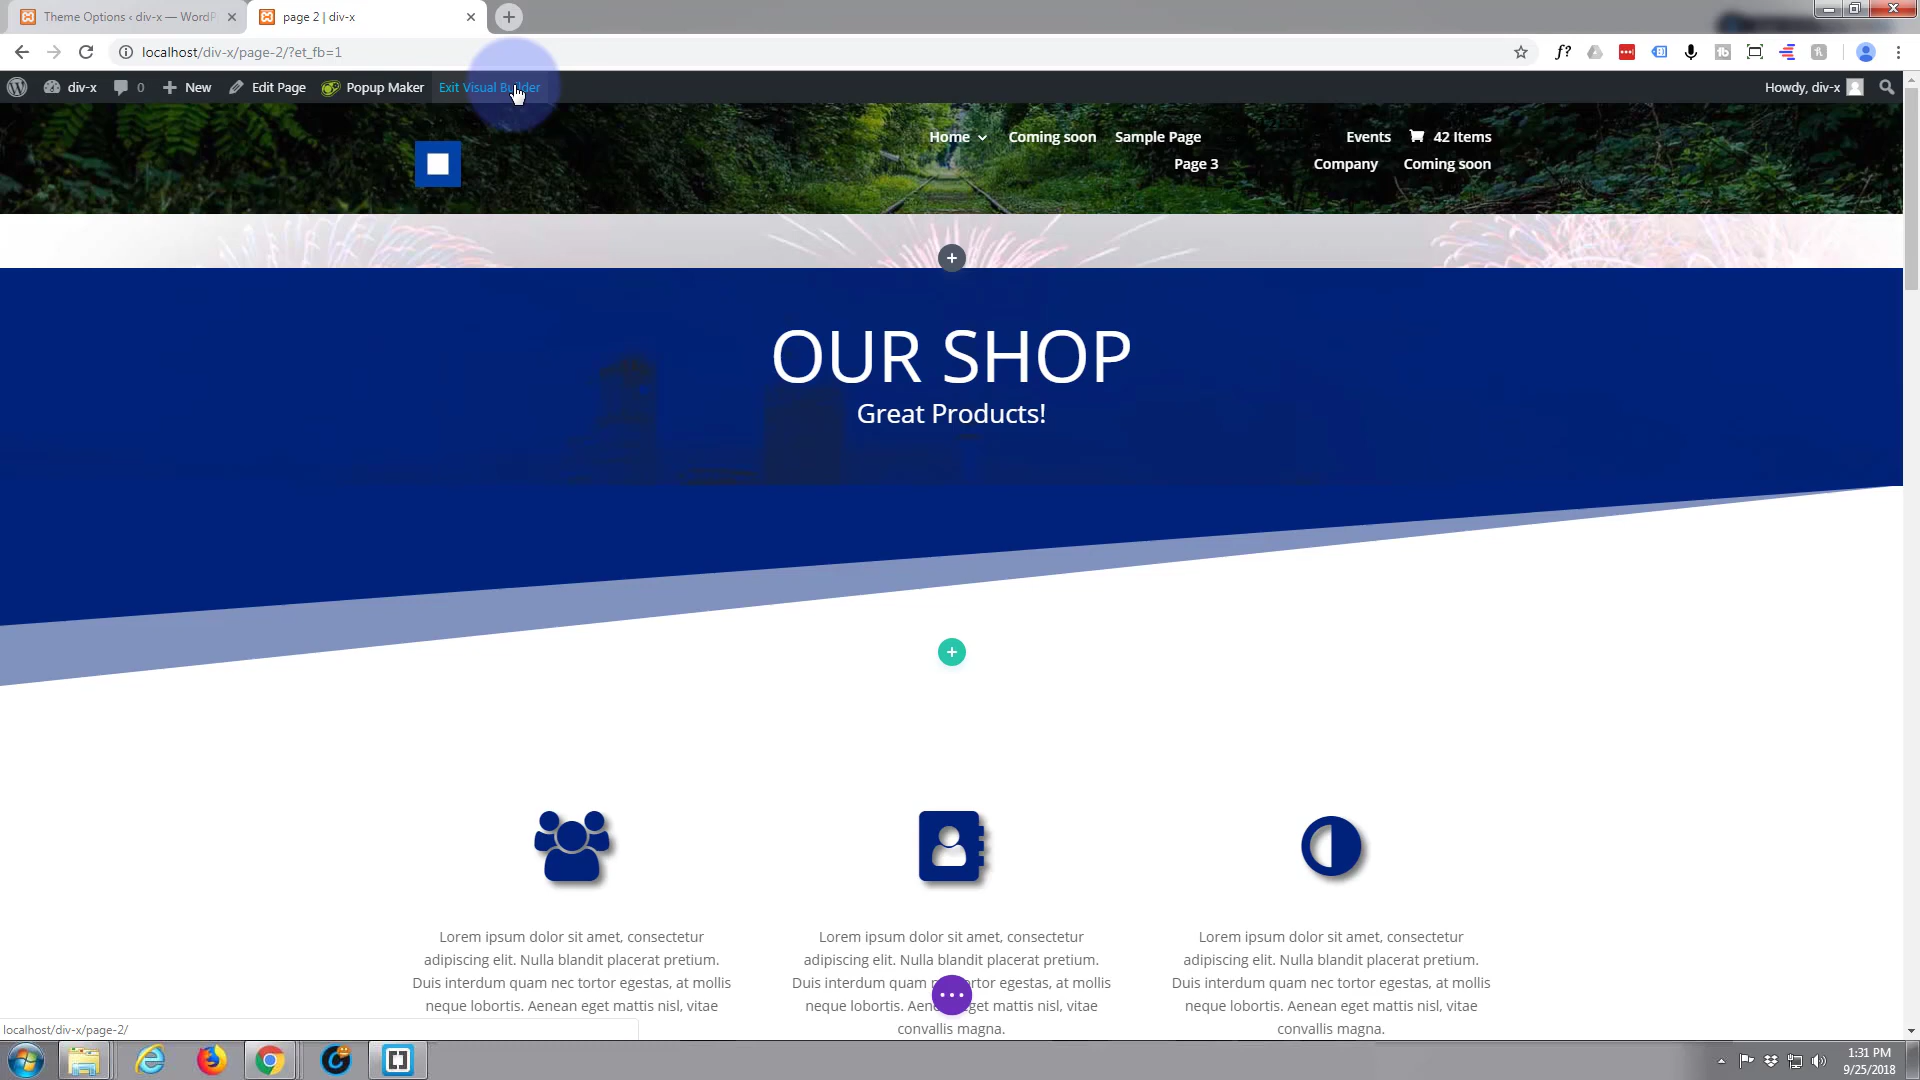 Theme Options ‹ div-x — WordP
page 2 | div-x
localhost/div-x/page-2/?et_fb=1
div-x
0
New
Edit Page
Popup Maker
Exit Visual Builder
Howdy, div-x
Home
Coming soon
Sample Page
Events
42 Items
Page 3
Company
Coming soon
OUR SHOP
Great Products!
Lorem ipsum dolor sit amet, consectetur
adipiscing elit. Nulla blandit placerat pretium.
Duis interdum quam nec tortor egestas, at mollis
neque lobortis. Aenean eget mattis nisl, vitae
Lorem ipsum dolor sit amet, consectetur
adipiscing elit. Nulla blandit placerat pretium.
Duis interdum quam tortor egestas, at mollis
neque lobortis. eget mattis nisl, vitae
convallis magna.
Lorem ipsum dolor sit amet, consectetur
adipiscing elit. Nulla blandit placerat pretium.
Duis interdum quam nec tortor egestas, at mollis
neque lobortis. Aenean eget mattis nisl, vitae
convallis magna.
localhost/div-x/page-2/
1:31 PM
9/25/2018